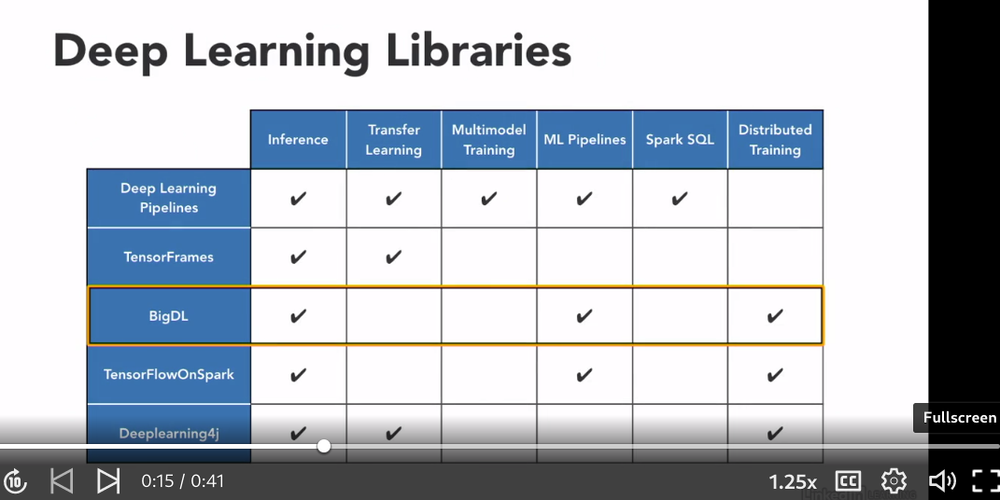 Deep Learning Libraries
Inference
Transfer
Learning
Multimodel
Training
ML Pipelines
Spark SQL
Distributed
Training
Deep Learning
Pipelines
✔ ✔ ✔ ✔ ✔
TensorFrames
✔ ✔
BigDL
✔ ✔ ✔
TensorFlowOnSpark
✔ ✔ ✔
Deeplearning4j
✔ ✔ ✔
Fullscreen
10
0:15 / 0:41
1.25x
CC